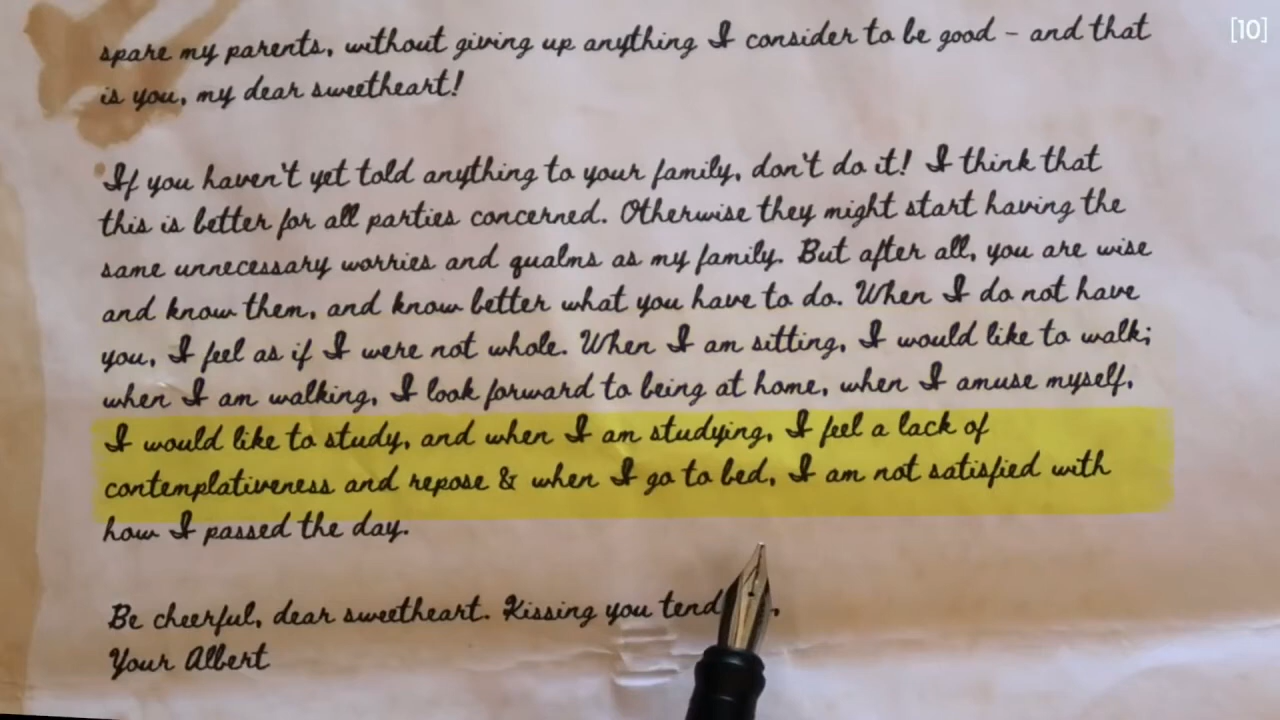 [10]
spare my parents, without giving up anything I consider to be good - and that
is you, my dear sweetheart!
If you haven't yet told anything to your family, don't do it! I think that
this is better for all parties concerned. Otherwise they might start having the
same unnecessary worries and qualms as my family. But after all, you are wise
and know them, and know better what you have to do. When I do not have
you, I feel as if I were not whole. When I am sitting, I would like to walk;
when I am walking, I look forward to being at home, when I amuse myself,
I would like to study, and when I am studying, I feel a lack of
contemplativeness and repose & when I go to bed, I am not satisfied with
how I passed the day.
Be cheerful, dear sweetheart. Kissing you tend
Your Albert